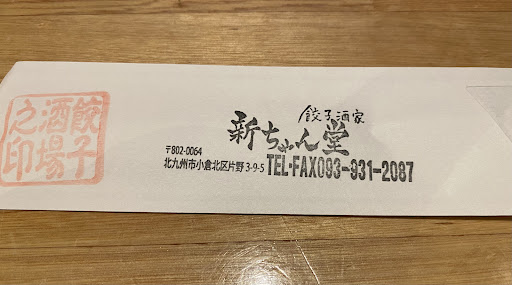 餃子
酒場
之印
餃子酒家
新ちゃん堂
〒802-0064
北九州市小倉北区片野3-9-5 TEL・FAX093-931-2087